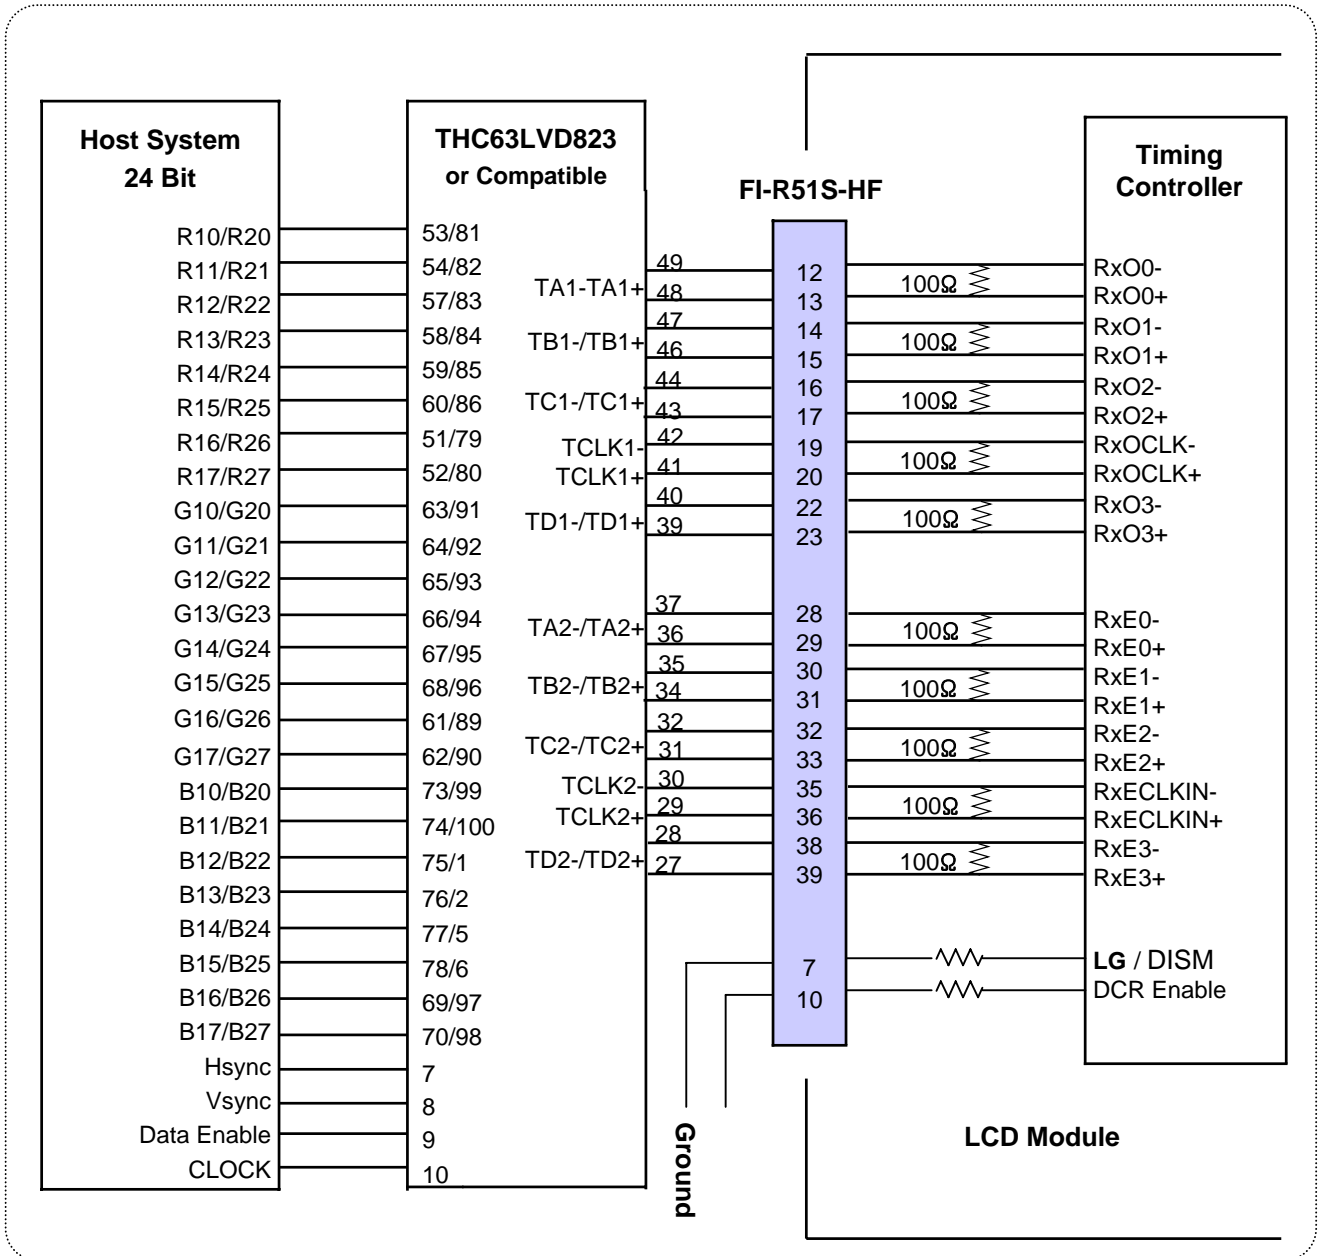 Host System
24 Bit
R10/R20
R11/R21
R12/R22
R13/R23
R14/R24
R15/R25
R16/R26
R17/R27
G10/G20
G11/G21
G12/G22
G13/G23
G14/G24
G15/G25
G16/G26
G17/G27
B10/B20
B11/B21
B12/B22
B13/B23
B14/B24
B15/B25
B16/B26
B17/B27
Hsync
Vsync
Data Enable
CLOCK
THC63LVD823
or Compatible
53/81
54/82
57/83
58/84
59/85
60/86
51/79
52/80
63/91
64/92
65/93
66/94
67/95
68/96
61/89
62/90
73/99
74/100
75/1
76/2
77/5
78/6
69/97
70/98
7
8
9
10
TA1-TA1+
TB1-/TB1+
TC1-/TC1+
TCLK1-
TCLK1+
TD1-/TD1+
TA2-/TA2+
TB2-/TB2+
TC2-/TC2+
TCLK2-
TCLK2+
TD2-/TD2+
49
48
47
46
44
43
42
41
40
39
37
36
35
34
32
31
30
29
28
27
Ground
FI-R51S-HF
12
13
14
15
16
17
19
20
22
23
28
29
30
31
32
33
35
36
38
39
7
10
100Ω
100Ω
100Ω
100Ω
100Ω
100Ω
100Ω
100Ω
100Ω
100Ω
Timing
Controller
RxO0-
RxO0+
RxO1-
RxO1+
RxO2-
RxO2+
RxOCLK-
RxOCLK+
RxO3-
RxO3+
RxE0-
RxE0+
RxE1-
RxE1+
RxE2-
RxE2+
RxECLKIN-
RxECLKIN+
RxE3-
RxE3+
LG / DISM
DCR Enable
LCD Module